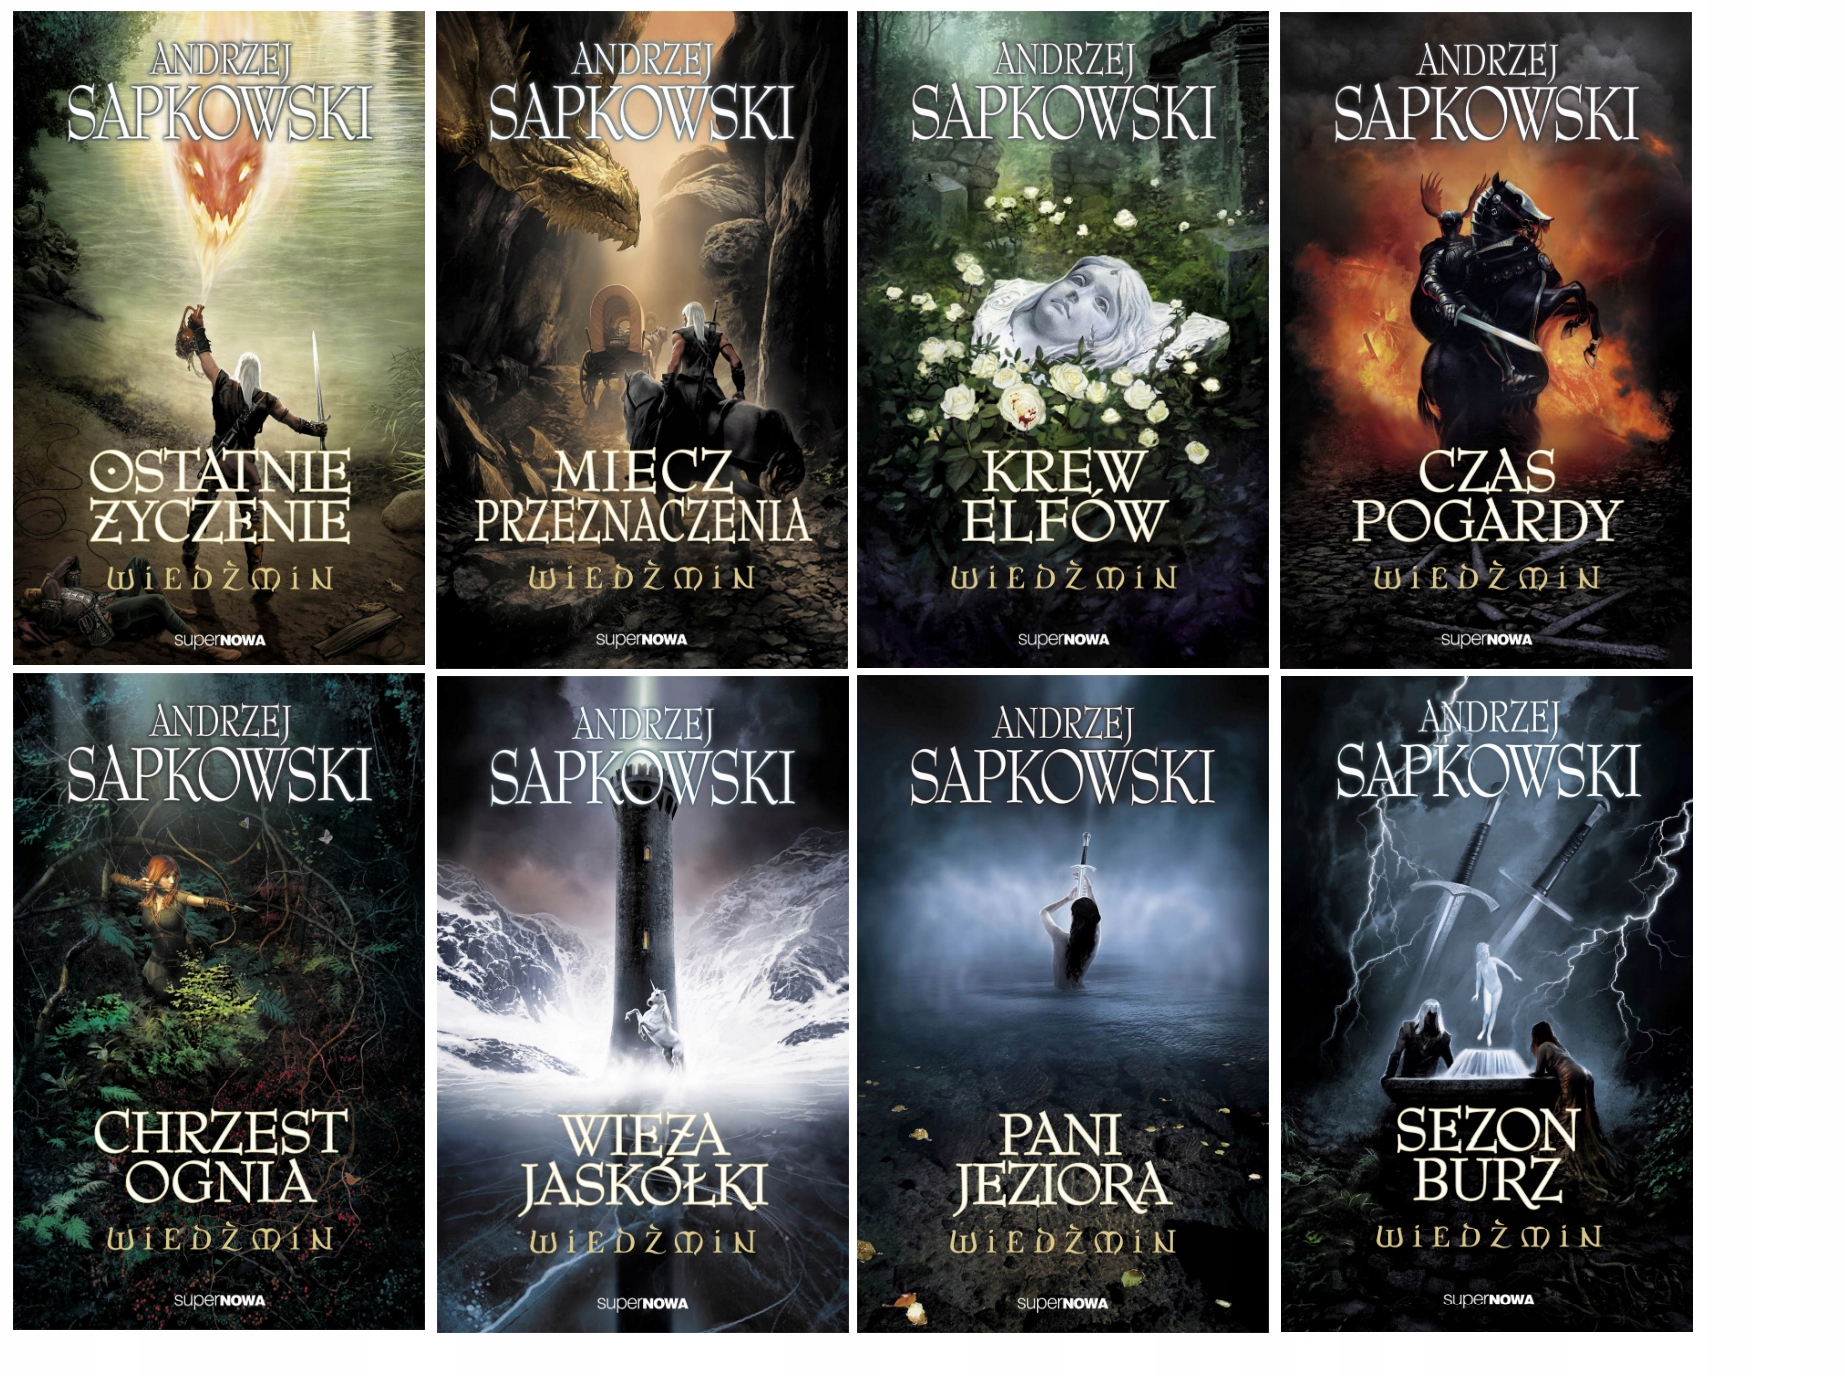 ANDRZEJ
SAPKOWSKI
OSTATNIE
ŻYCZENIE
WIEDŹMIN
superNOWA
ANDRZEJ
SAPKOWSKI
MIECZ
PRZEZNACZENIA
WIEDŹMIN
superNOWA
ANDRZEJ
SAPKOWSKI
KREW
ELFÓW
WIEDŹMIN
superNOWA
ANDRZEJ
SAPKOWSKI
CZAS
POGARDY
WIEDŹMIN
superNOWA
ANDRZEJ
SAPKOWSKI
CHRZEST
OGNIA
WIEDŹMIN
superNOWA
ANDRZEJ
SAPKOWSKI
WIEŻA
JASKÓŁKI
WIEDŹMIN
superNOWA
ANDRZEJ
SAPKOWSKI
PANI
JEZIORA
WIEDŹMIN
superNOWA
ANDRZEJ
SAPKOWSKI
SEZON
BURZ
WIEDŹMIN
superNOWA